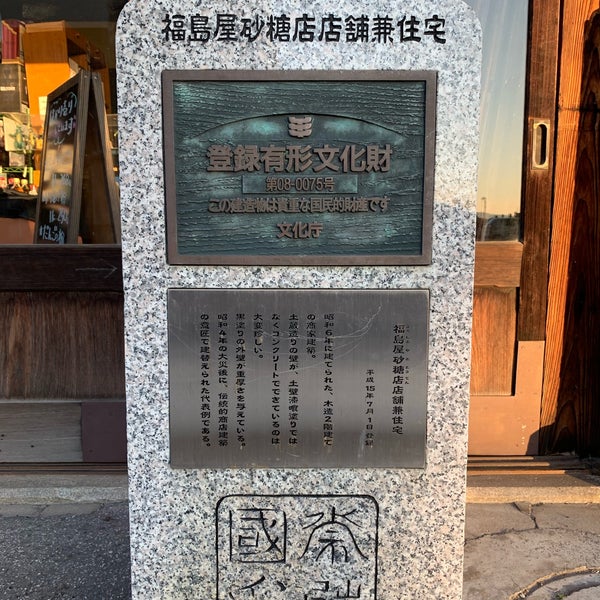 福島屋砂糖店店舗兼住宅
登録有形文化財
第08-0075号
この建造物は貴重な国民的財産です
文化庁
福島屋砂糖店店舗兼住宅
平成15年7月1日登録
昭和6年に建てられた、木造2階建て
の商家建築。
土蔵造りの壁が、土壁漆喰塗りでは
なくコンクリートでできているのは
大変珍しい。
黒塗りの外壁が重厚さを与えている。
昭和4年の大災後に、伝統的商店建築
の意匠で建替えられた代表例である。
常
國